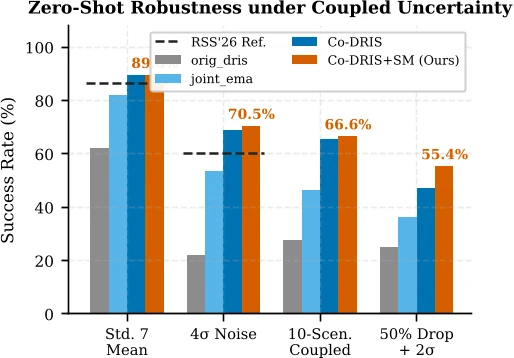 Zero-Shot Robustness under Coupled Uncertainty
RSS'26 Ref.
orig_dris
joint_ema
Co-DRIS
Co-DRIS+SM (Ours)
Success Rate (%)
100
80
60
40
20
0
89
70.5%
66.6%
55.4%
Std. 7
Mean
4σ Noise
10-Scen.
Coupled
50% Drop
+ 2σ